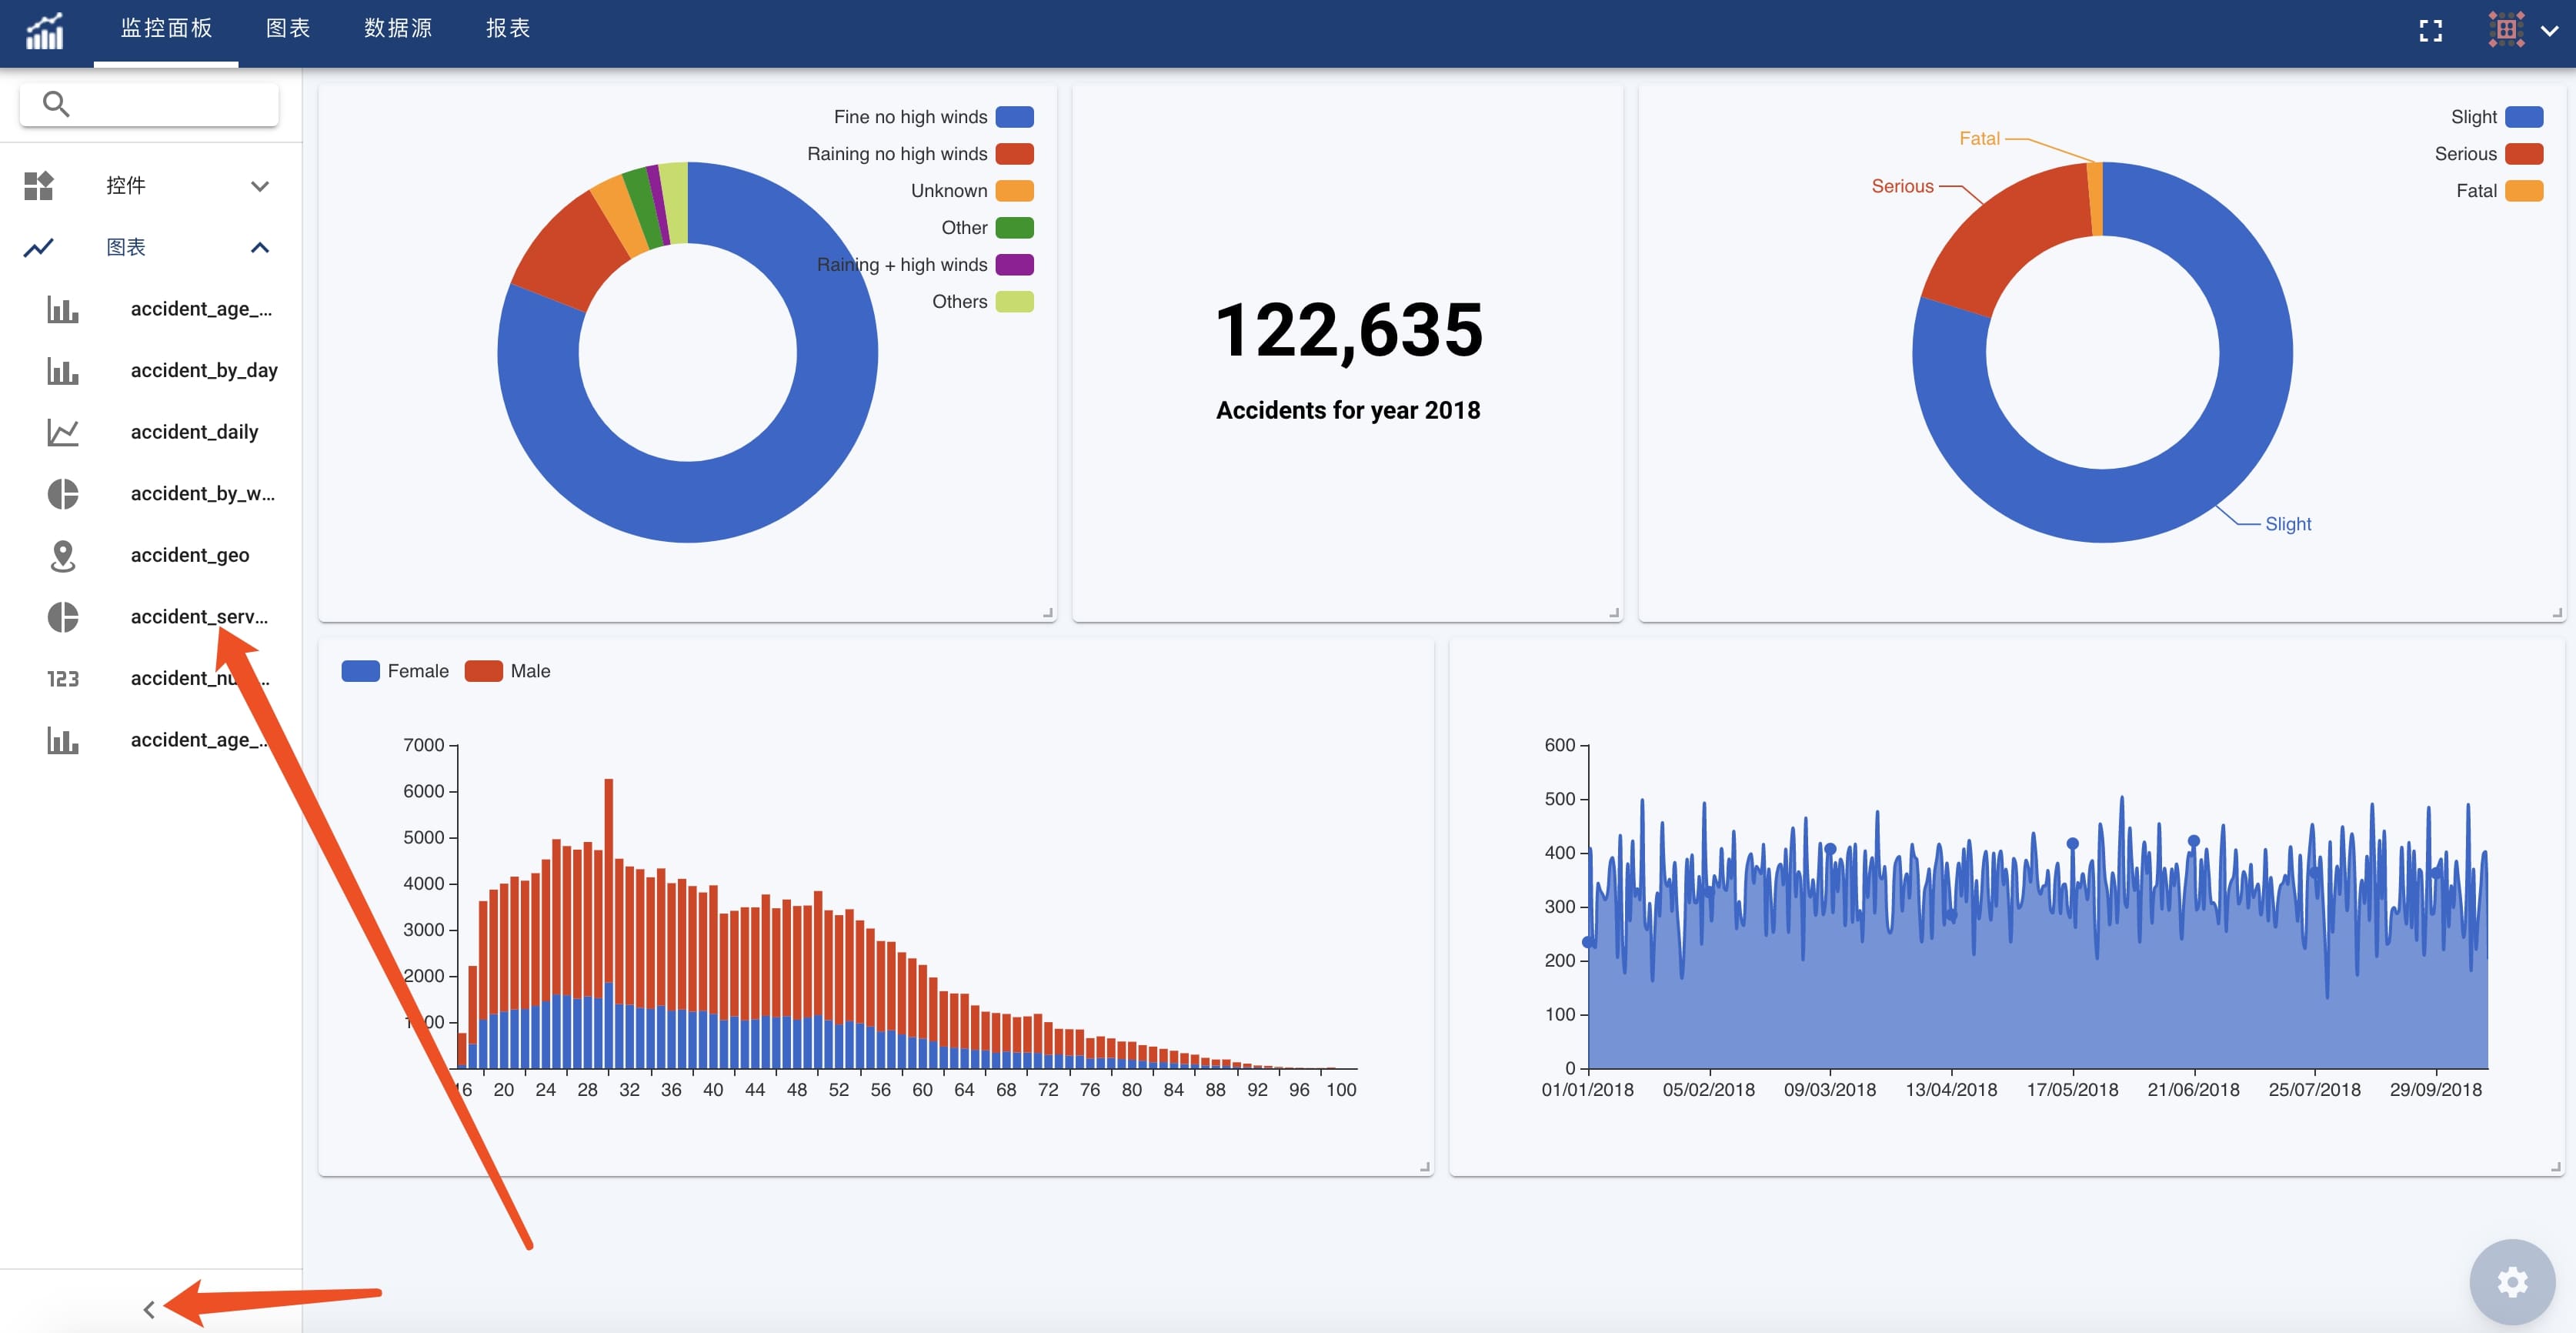 监控面板 图表 数据源 报表
控件
图表
accident_age_...
accident_by_day
accident_daily
accident_by_w...
accident_geo
accident_serv...
123
accident_age_...
Fine no high winds
Raining no high winds
Unknown
Other
Raining + high winds
Others
122,635
Accidents for year 2018
Slight
Serious
Fatal
Fatal
Serious
Slight
Female Male
7000
6000
5000
4000
3000
2000
16 20 24 28 32 36 40 44 48 52 56 60 64 68 72 76 80 84 88 92 96 100
600
500
400
300
200
100
0
01/01/2018 05/02/2018 09/03/2018 13/04/2018 17/05/2018 21/06/2018 25/07/2018 29/09/2018